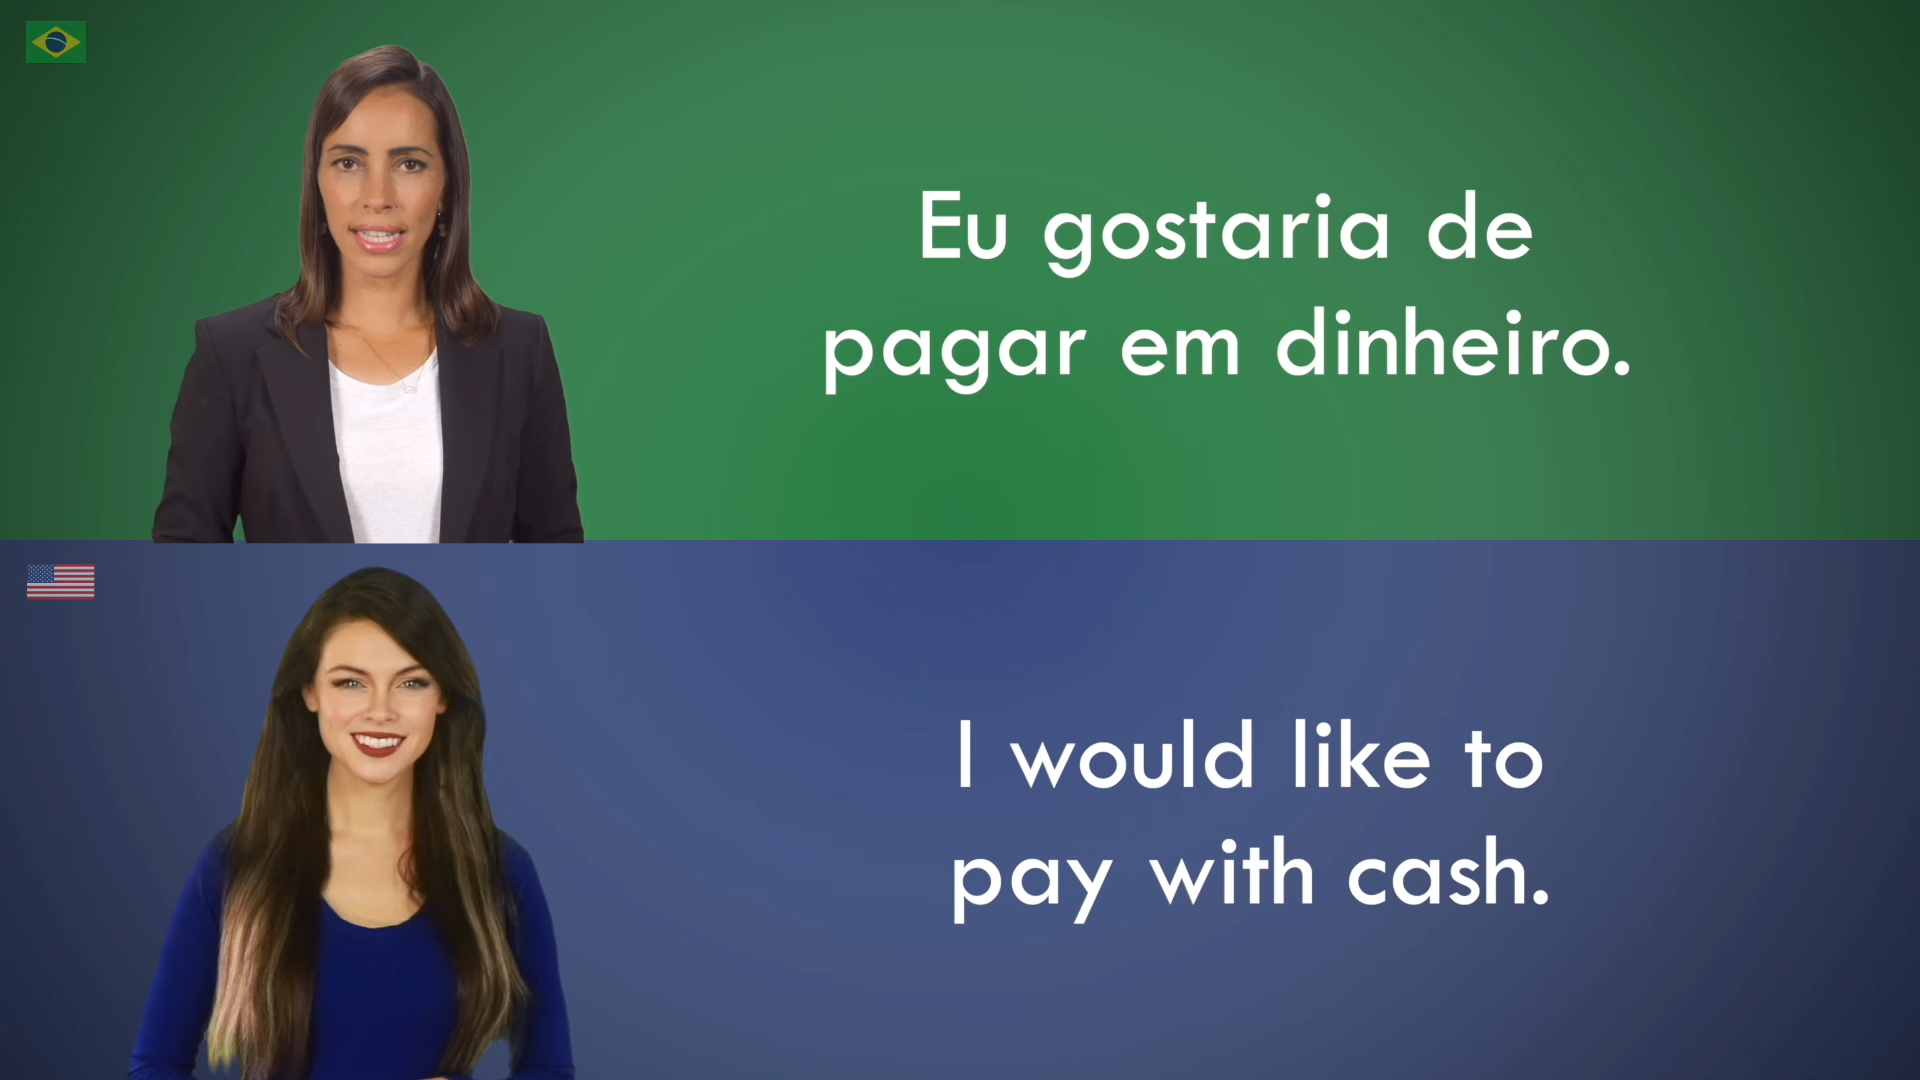 Eu gostaria de
pagar em dinheiro.
I would like to
pay with cash.